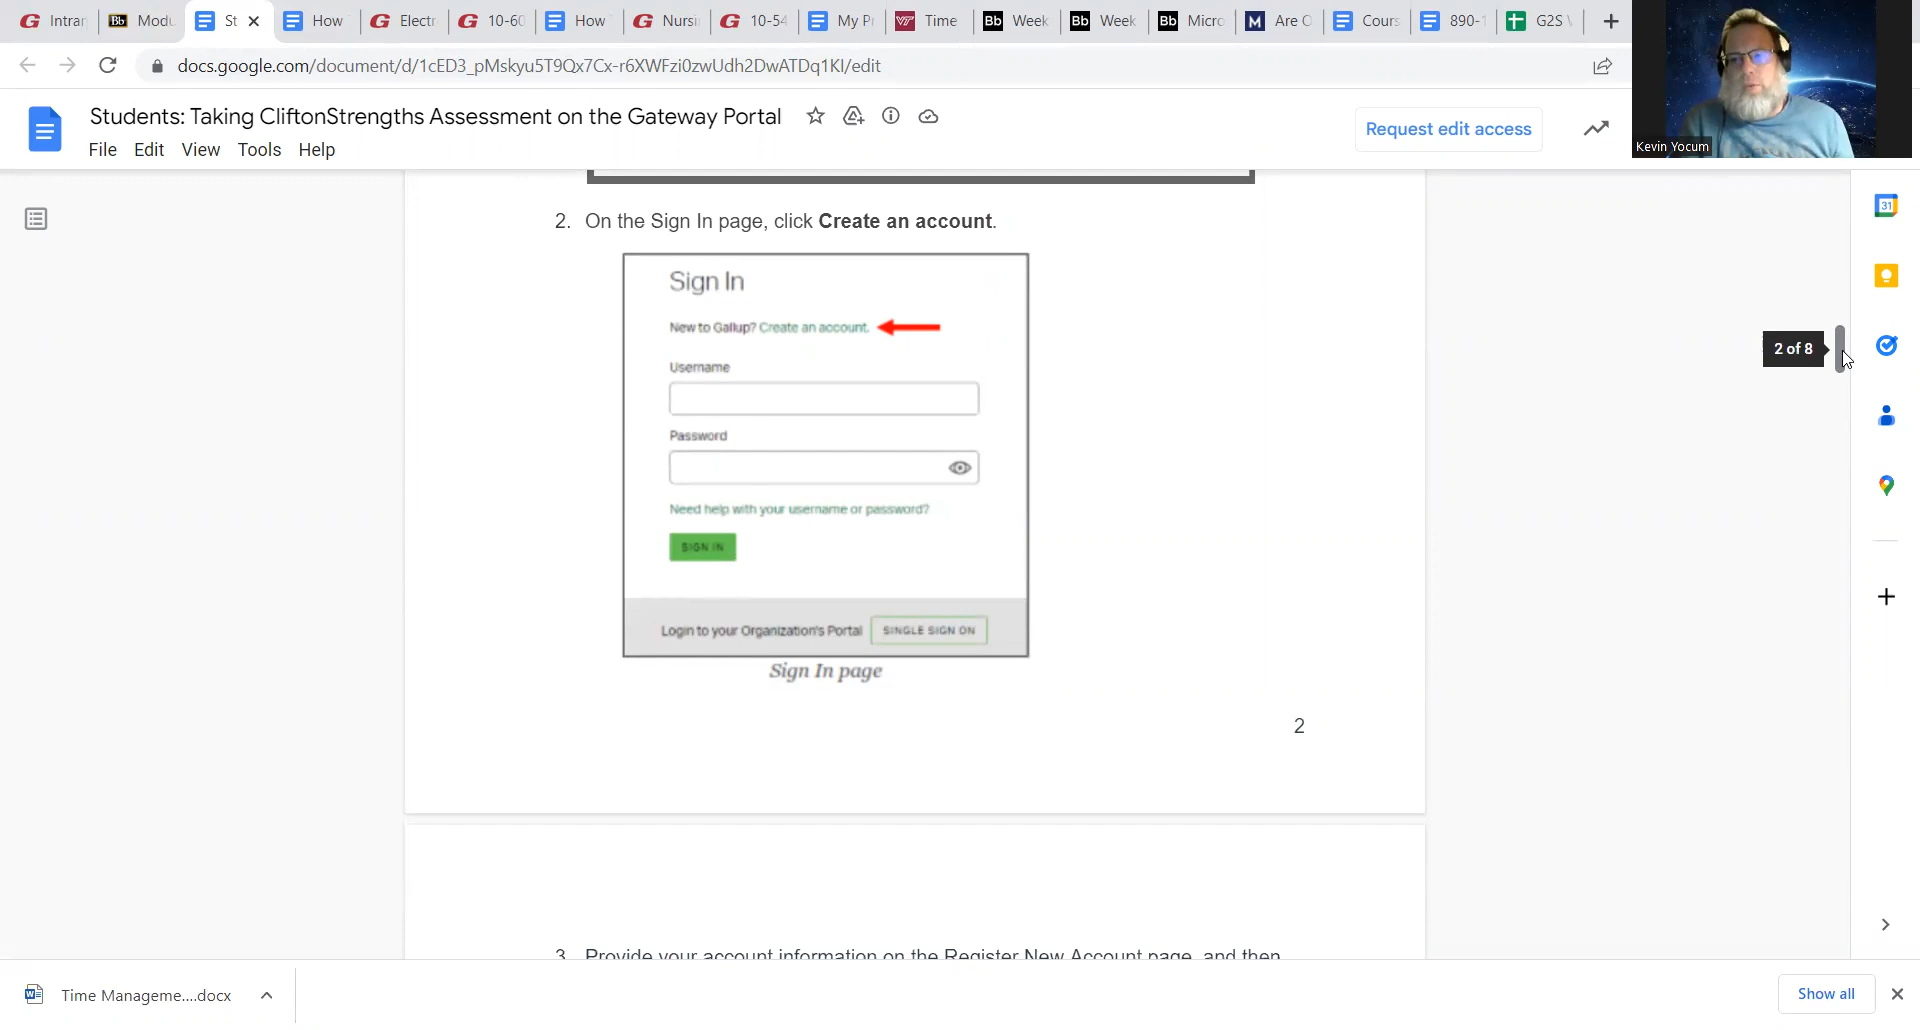 Intrar
Modu
St
How
Electr
10-60
How
Nursi
10-54
My Pr
Time
Week
Week
Micro
Are O
Cours
890-1
G2S
docs.google.com/document/d/1cED3_pMskyu5T9Qx7Cx-r6XWFzi0zwUdh2DwATDq1KI/edit
Students: Taking CliftonStrengths Assessment on the Gateway Portal
Request edit access
Kevin Yocum
File Edit View Tools Help
31
2. On the Sign In page, click Create an account.
Sign In
New to Gallup? Create an account.
2 of 8
Username
Password
Need help with your username or password?
SIGN IN
Login to your Organization's Portal SINGLE SIGN ON
Sign In page
2
3. Provide your account information on the Register New Account page, and then
Time Manageme....docx
Show all